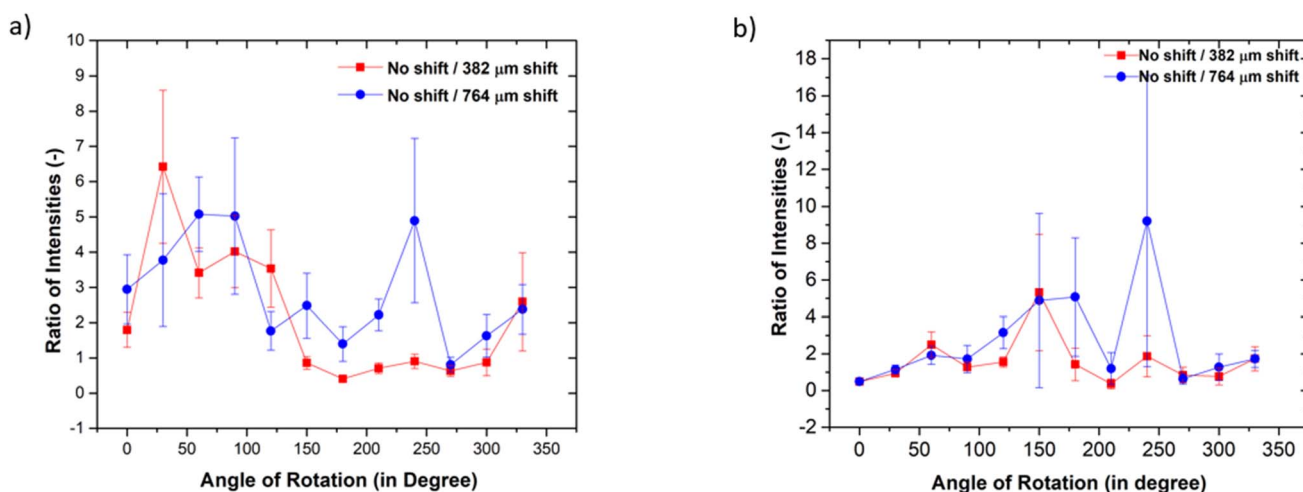 a)
10
9
8
7
6
5
4
3
2
1
0
-1
Ratio of Intensities (-)
No shift / 382 μm shift
No shift / 764 μm shift
0 50 100 150 200 250 300 350
Angle of Rotation (in Degree)
b)
18
16
14
12
10
8
6
4
2
0
-2
Ratio of Intensities (-)
No shift / 382 μm shift
No shift / 764 μm shift
0 50 100 150 200 250 300 350
Angle of Rotation (in degree)